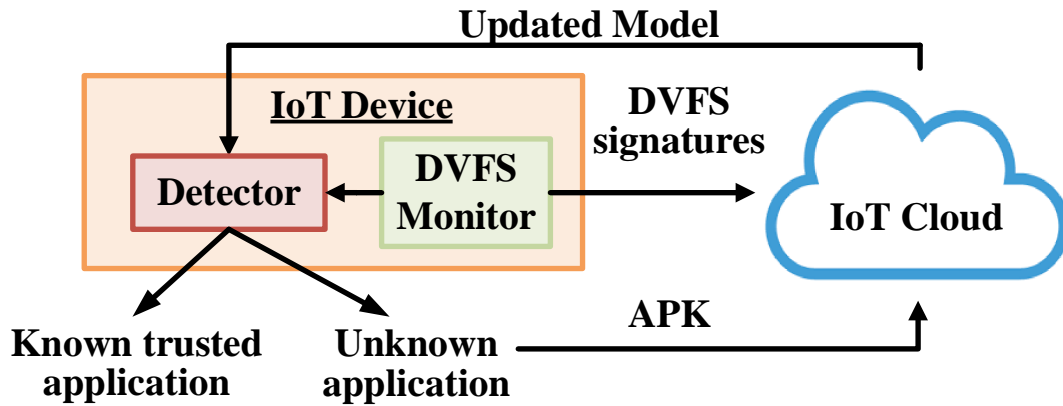 Updated Model
IoT Device
DVFS
signatures
Detector
DVFS
Monitor
IoT Cloud
Known trusted
application
Unknown
application
APK